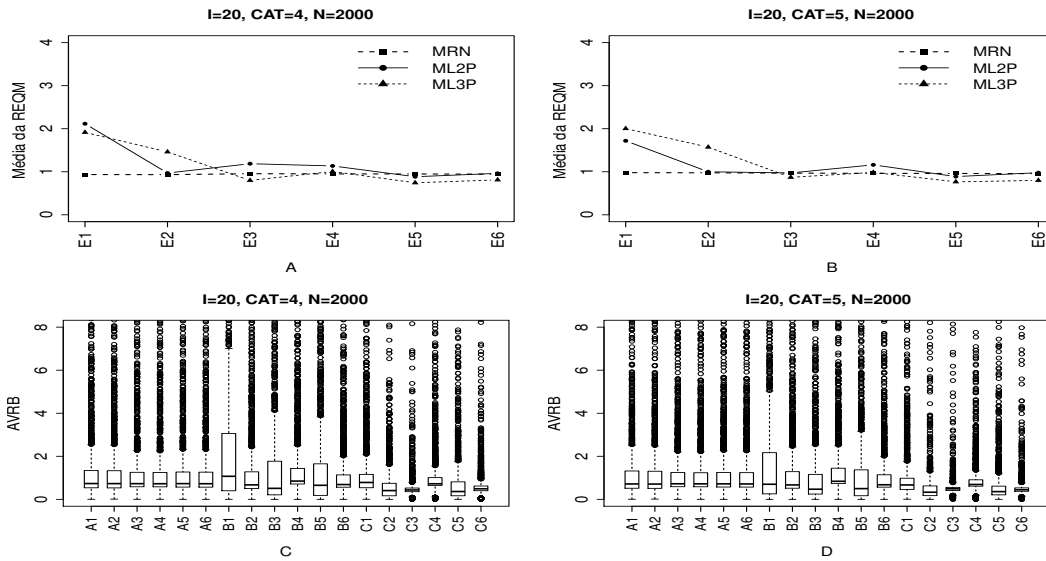 I=20, CAT=4, N=2000
Média da REQM
4
3
2
1
0
MRN
ML2P
ML3P
E1 E2 E3 E4 E5 E6
A
I=20, CAT=5, N=2000
Média da REQM
4
3
2
1
0
MRN
ML2P
ML3P
E1 E2 E3 E4 E5 E6
B
I=20, CAT=4, N=2000
AVRB
8
6
4
2
0
A1 A2 A3 A4 A5 A6 B1 B2 B3 B4 B5 B6 C1 C2 C3 C4 C5 C6
C
I=20, CAT=5, N=2000
AVRB
8
6
4
2
0
A1 A2 A3 A4 A5 A6 B1 B2 B3 B4 B5 B6 C1 C2 C3 C4 C5 C6
D